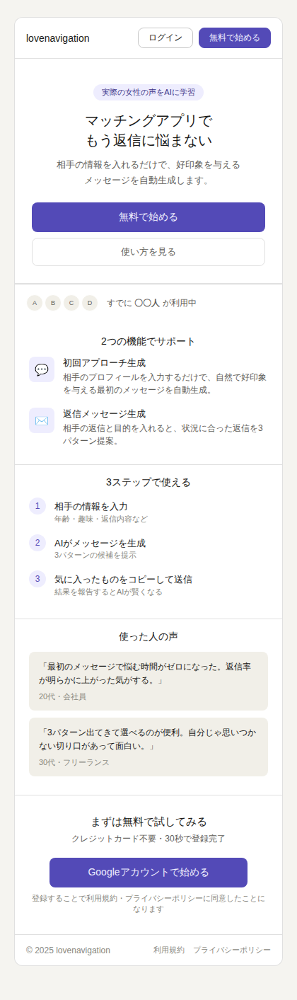 lovenavigation
ログイン
無料で始める
実際の女性の声をAIに学習
マッチングアプリで
もう返信に悩まない
相手の情報を入れるだけで、好印象を与える
メッセージを自動生成します。
無料で始める
使い方を見る
A B C D すでに 〇〇人 が利用中
2つの機能でサポート
初回アプローチ生成
相手のプロフィールを入力するだけで、自然で好印象
を与える最初のメッセージを自動生成。
返信メッセージ生成
相手の返信と目的を入れると、状況に合った返信を3
パターン提案。
3ステップで使える
1 相手の情報を入力
年齢・趣味・返信内容など
2 AIがメッセージを生成
3パターンの候補を提示
3 気に入ったものをコピーして送信
結果を報告するとAIが賢くなる
使った人の声
「最初のメッセージで悩む時間がゼロになった。返信率
が明らかに上がった気がする。」
20代・会社員
「3パターン出てきて選べるのが便利。自分じゃ思いつか
ない切り口があって面白い。」
30代・フリーランス
まずは無料で試してみる
クレジットカード不要・30秒で登録完了
Googleアカウントで始める
登録することで利用規約・プライバシーポリシーに同意したことに
なります
© 2025 lovenavigation
利用規約 プライバシーポリシー